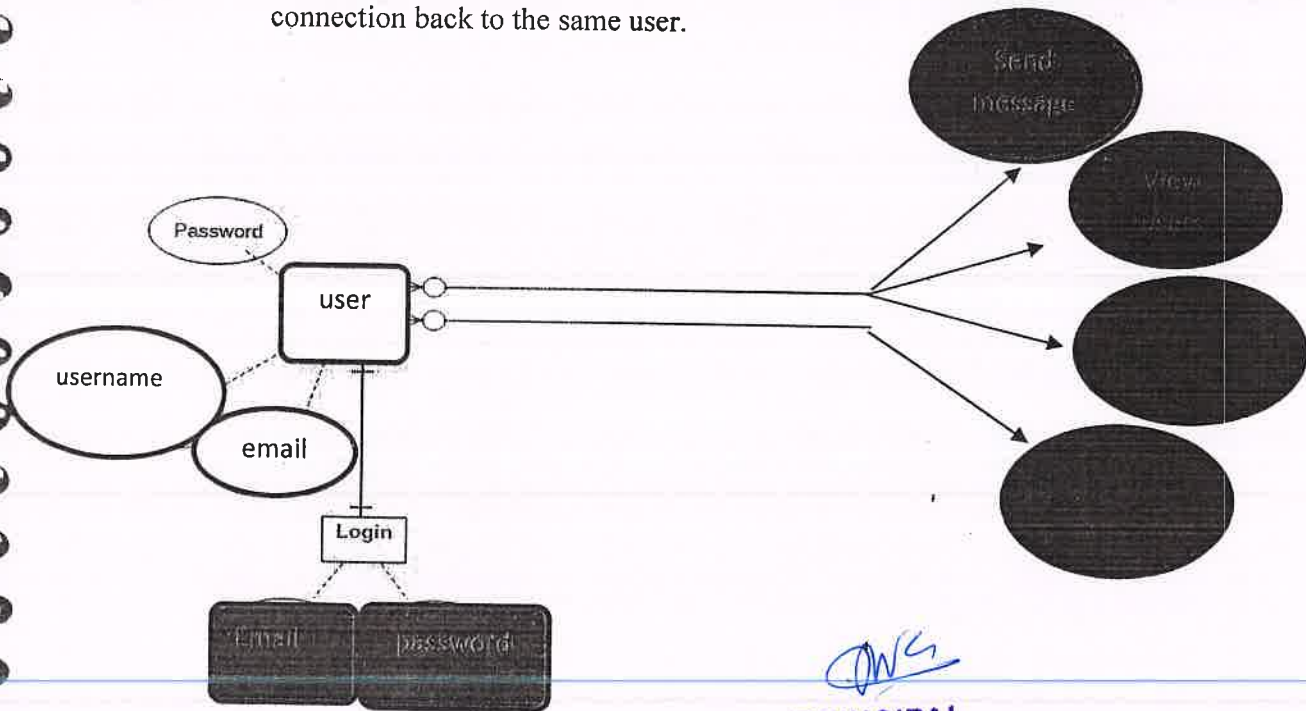 connection back to the same user.
Send
message
View
Password
user
username
email
Login
Email
password